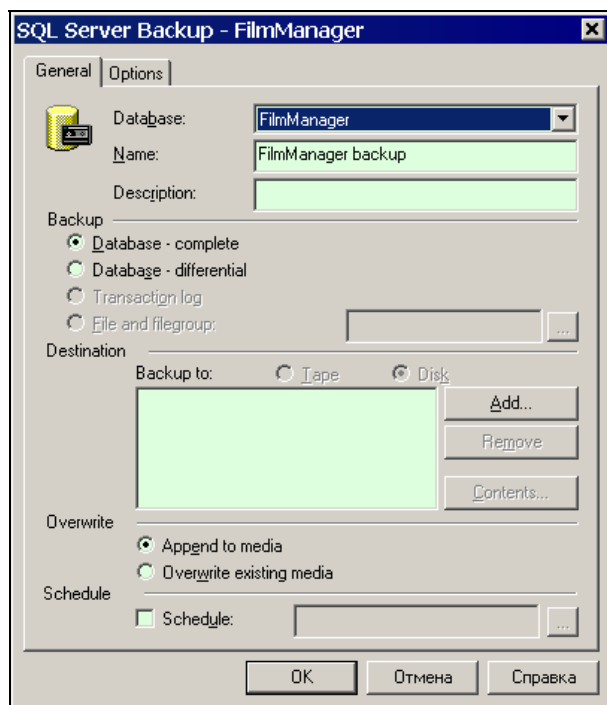 SQL Server Backup - FilmManager
General Options
Database: FilmManager
Name: FilmManager backup
Description:
Backup
Database - complete
Database - differential
Transaction log
File and filegroup: ...
Destination
Backup to: Tape Disk
Add...
Remove
Contents...
Overwrite
Append to media
Overwrite existing media
Schedule
Schedule: ...
OK Отмена Справка